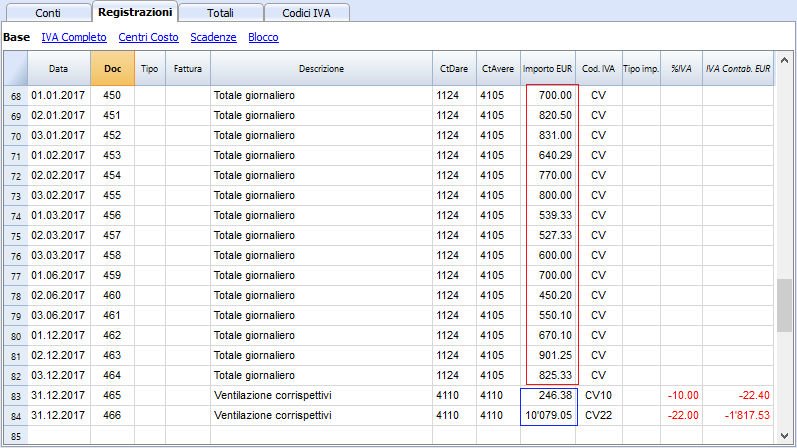 Conti Registrazioni Totali Codici IVA
Base IVA Completo Centri Costo Scadenze Blocco
Data Doc Tipo Fattura Descrizione CtDare CtAvere Importo EUR Cod. IVA Tipo imp. %IVA IVA Contab. EUR
68 01.01.2017 450 Totale giornaliero 1124 4105 700.00 CV
69 02.01.2017 451 Totale giornaliero 1124 4105 820.50 CV
70 03.01.2017 452 Totale giornaliero 1124 4105 831.00 CV
71 01.02.2017 453 Totale giornaliero 1124 4105 640.29 CV
72 02.02.2017 454 Totale giornaliero 1124 4105 770.00 CV
73 03.02.2017 455 Totale giornaliero 1124 4105 800.00 CV
74 01.03.2017 456 Totale giornaliero 1124 4105 539.33 CV
75 02.03.2017 457 Totale giornaliero 1124 4105 527.33 CV
76 03.03.2017 458 Totale giornaliero 1124 4105 600.00 CV
77 01.06.2017 459 Totale giornaliero 1124 4105 700.00 CV
78 02.06.2017 460 Totale giornaliero 1124 4105 450.20 CV
79 03.06.2017 461 Totale giornaliero 1124 4105 550.10 CV
80 01.12.2017 462 Totale giornaliero 1124 4105 670.10 CV
81 02.12.2017 463 Totale giornaliero 1124 4105 901.25 CV
82 03.12.2017 464 Totale giornaliero 1124 4105 825.33 CV
83 31.12.2017 465 Ventilazione corrispettivi 4110 4110 246.38 CV10 -10.00 -22.40
84 31.12.2017 466 Ventilazione corrispettivi 4110 4110 10'079.05 CV22 -22.00 -1'817.53
85